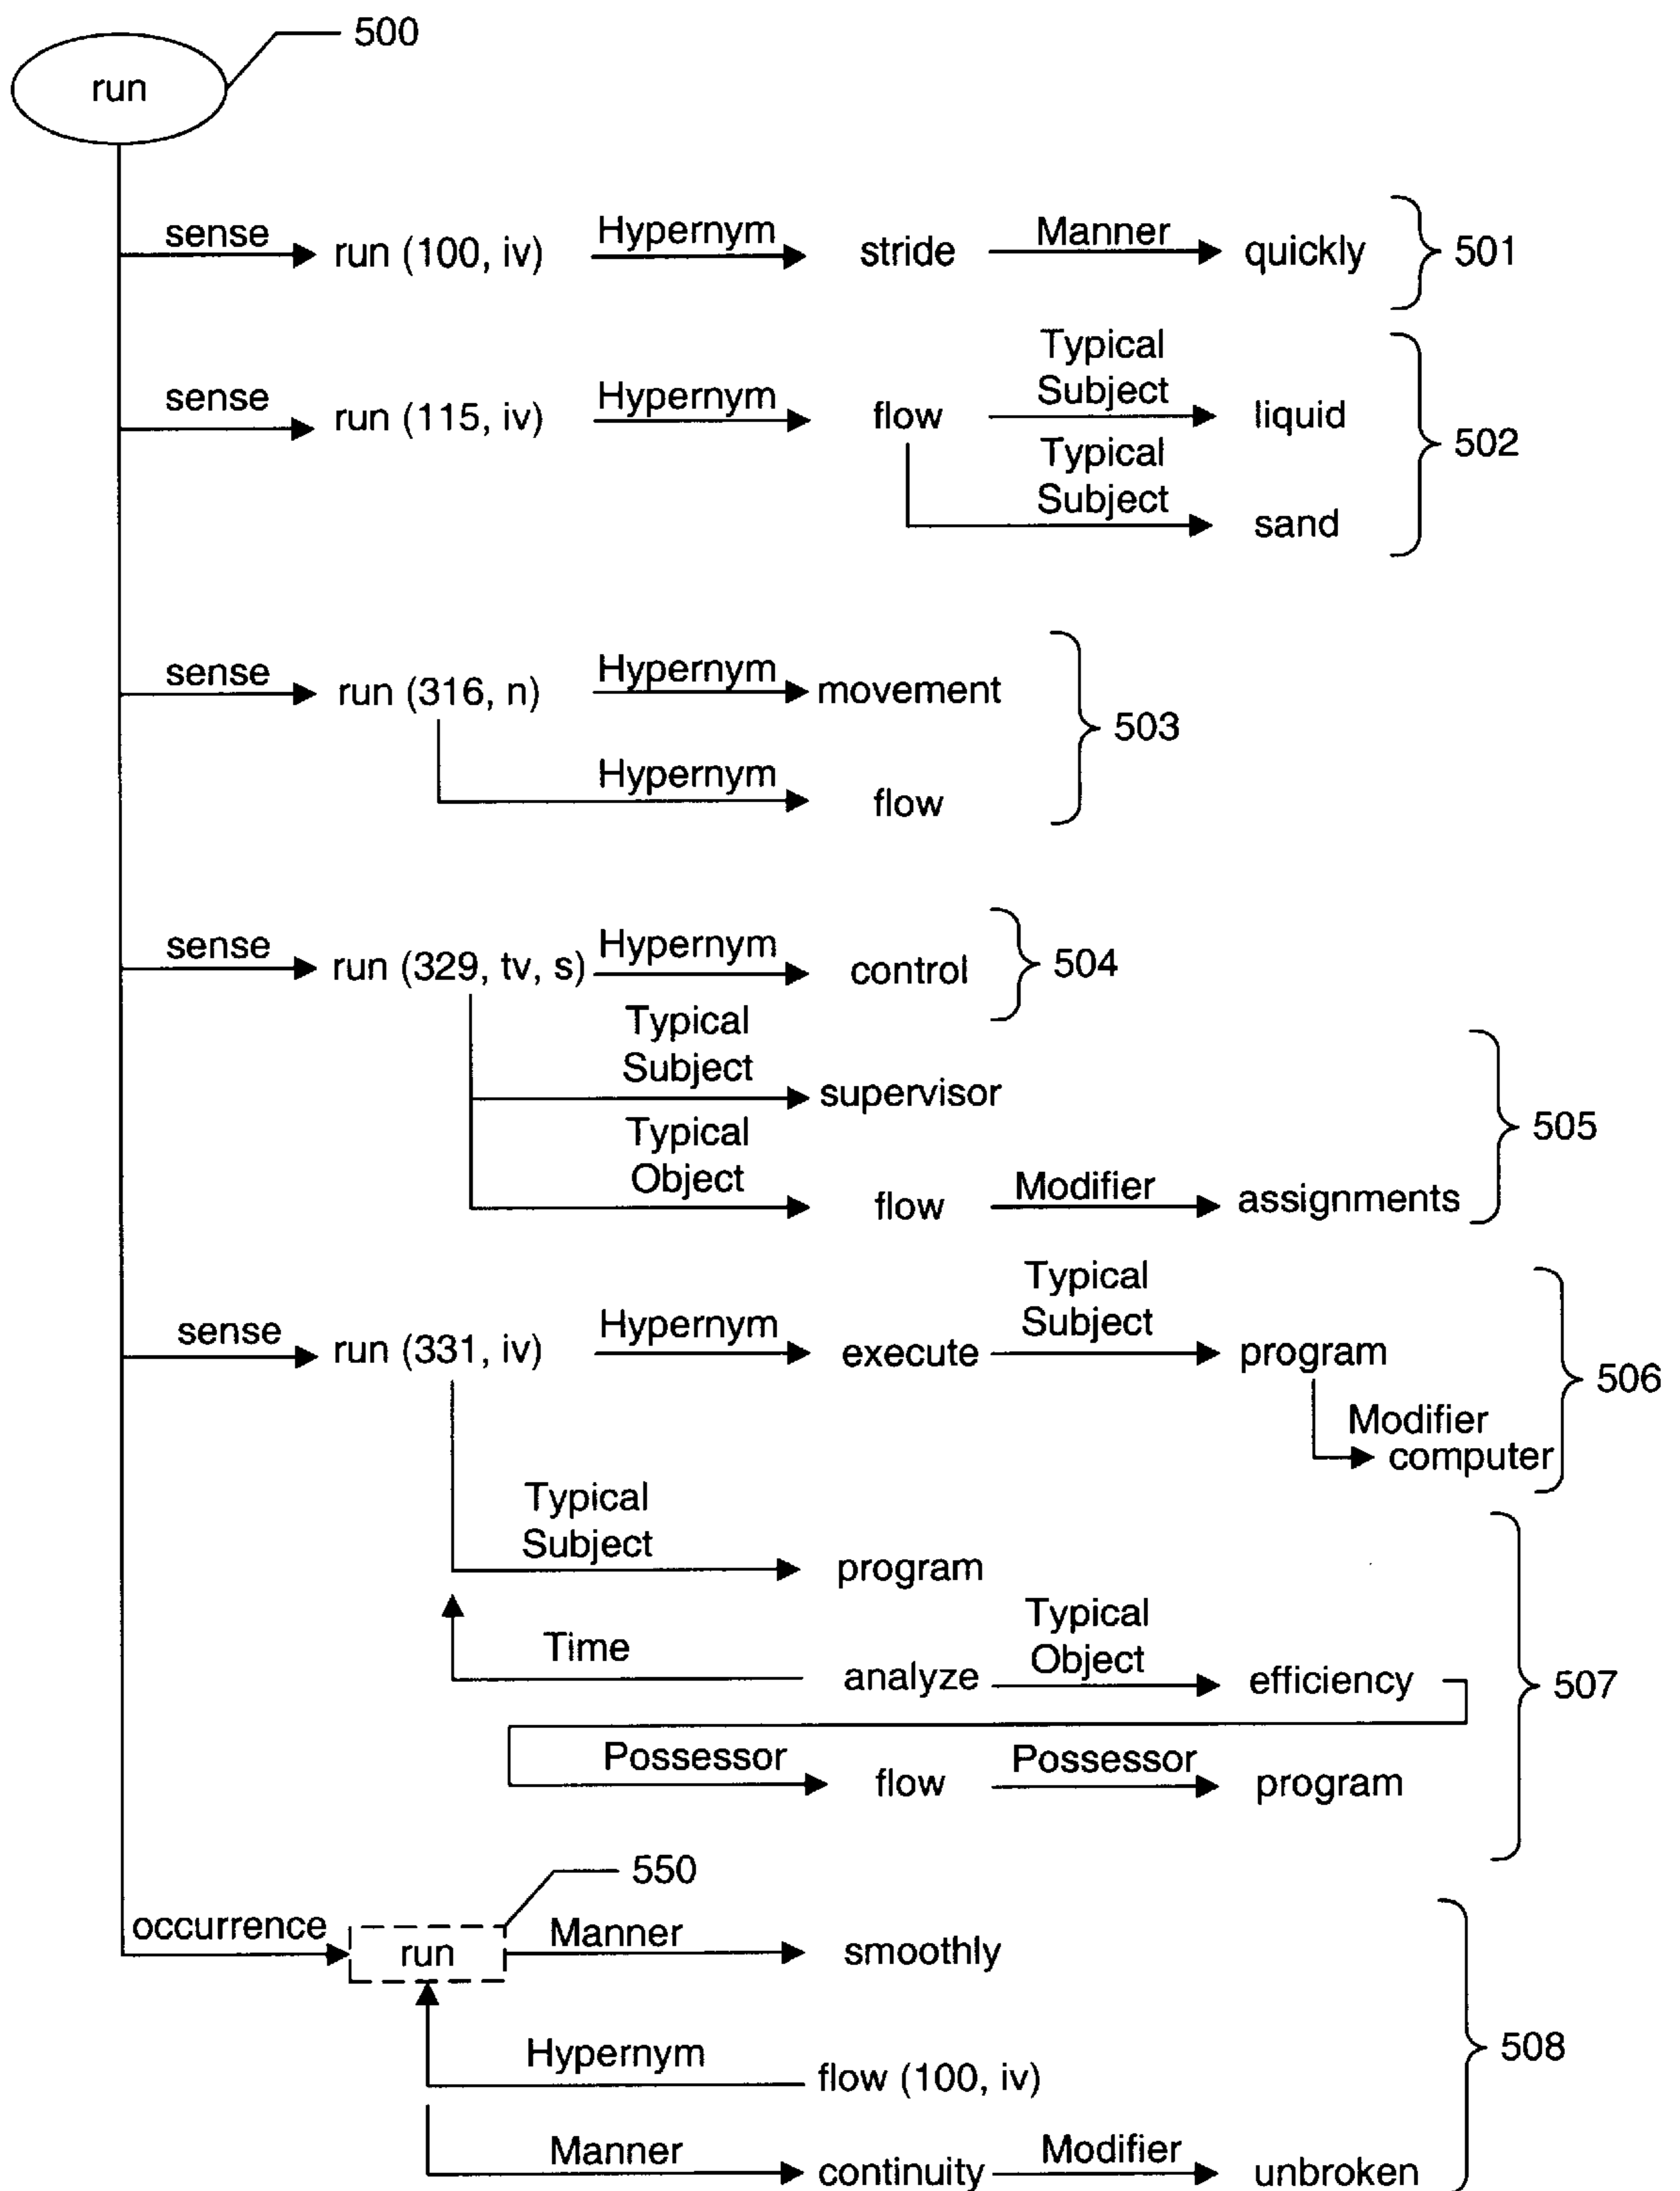 500
run
sense run (100, iv) Hypernym stride Manner quickly 501
Typical
Subject
sense run (115, iv) Hypernym flow liquid 502
Typical
Subject
sand
sense run (316, n) Hypernym movement 503
Hypernym flow
sense run (329, tv, s) Hypernym control 504
Typical
Subject supervisor
Typical
Object flow Modifier assignments 505
Typical
Subject
sense run (331, iv) Hypernym execute program 506
Modifier
computer
Typical
Subject program
Time analyze Typical
Object efficiency 507
Possessor flow Possessor program
550
occurrence run Manner smoothly
Hypernym flow (100, iv) 508
Manner continuity Modifier unbroken